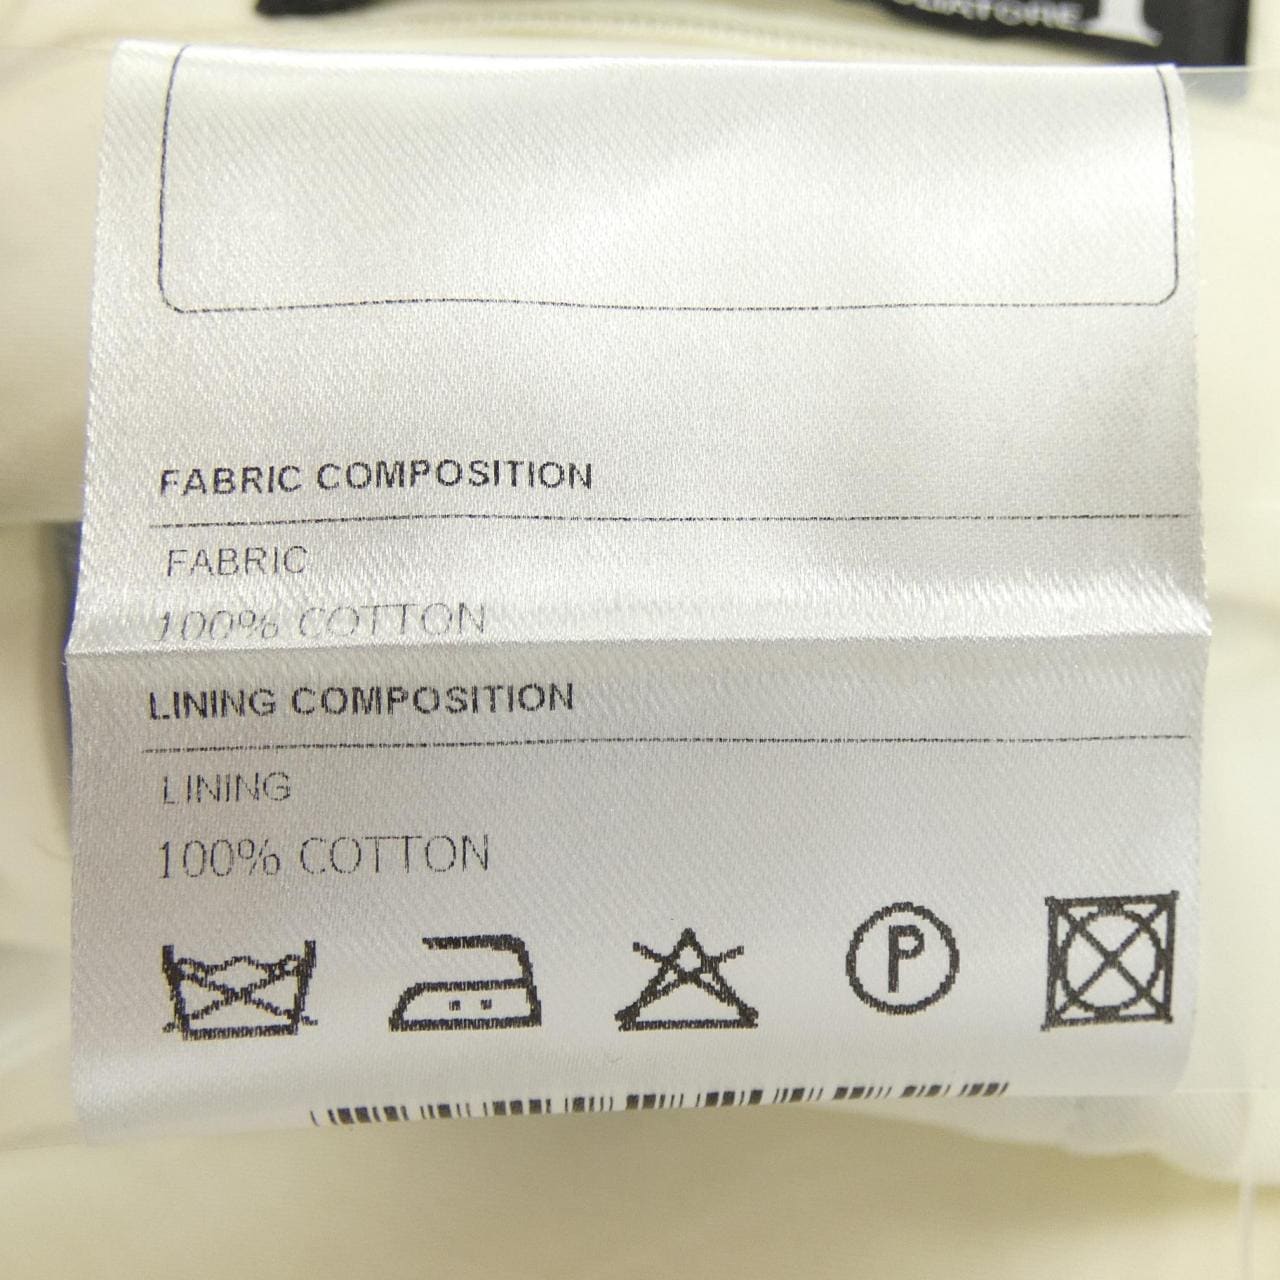 FABRIC COMPOSITION
FABRIC
100% COTTON
LINING COMPOSITION
LINING
100% COTTON
P